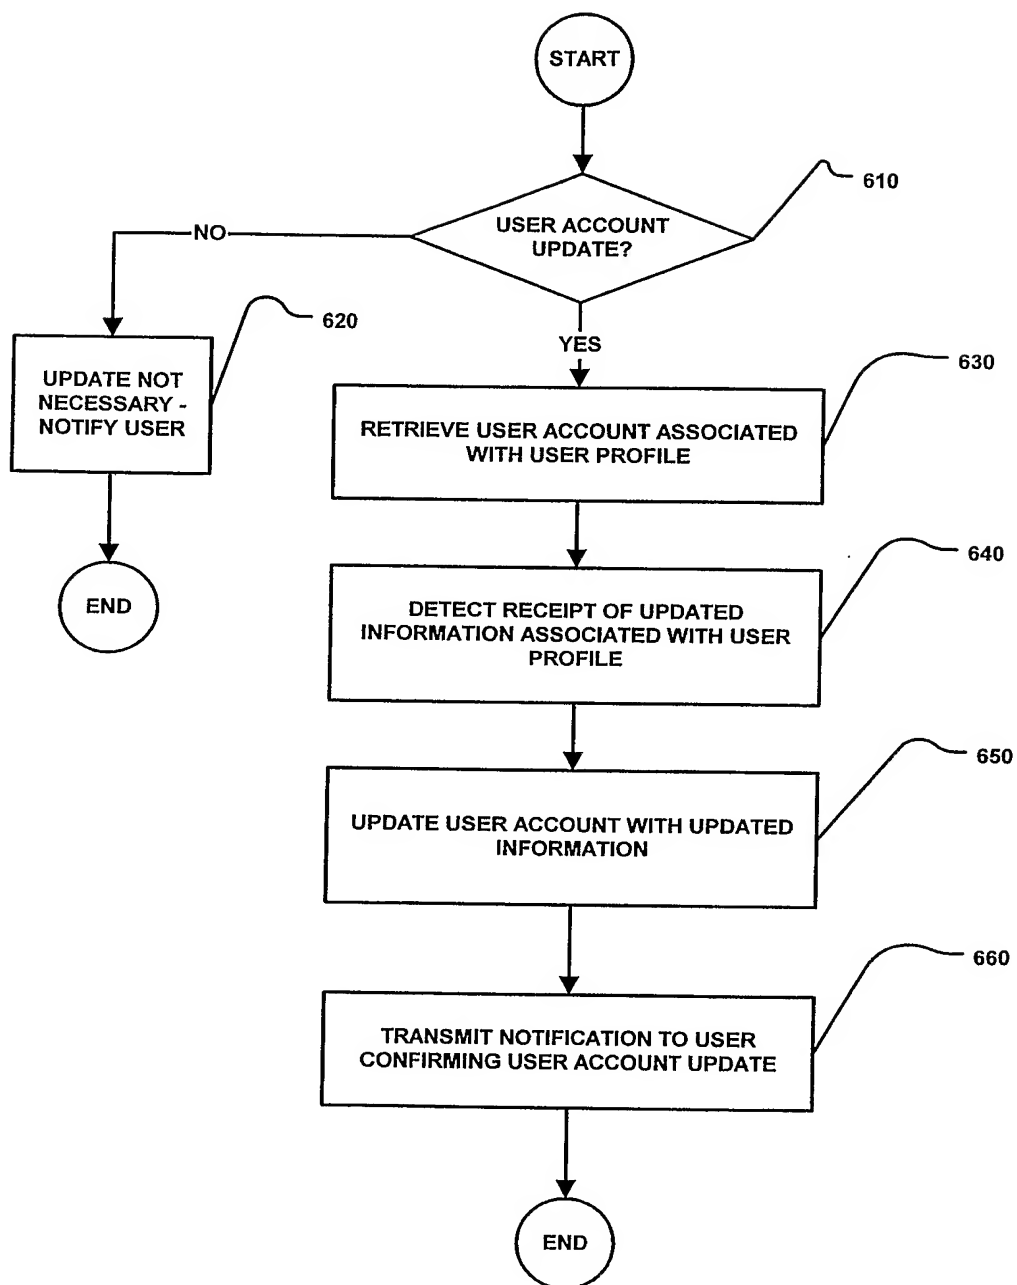 START
610
USER ACCOUNT
UPDATE?
NO
620
YES
UPDATE NOT
NECESSARY -
NOTIFY USER
630
RETRIEVE USER ACCOUNT ASSOCIATED
WITH USER PROFILE
640
END
DETECT RECEIPT OF UPDATED
INFORMATION ASSOCIATED WITH USER
PROFILE
650
UPDATE USER ACCOUNT WITH UPDATED
INFORMATION
660
TRANSMIT NOTIFICATION TO USER
CONFIRMING USER ACCOUNT UPDATE
END